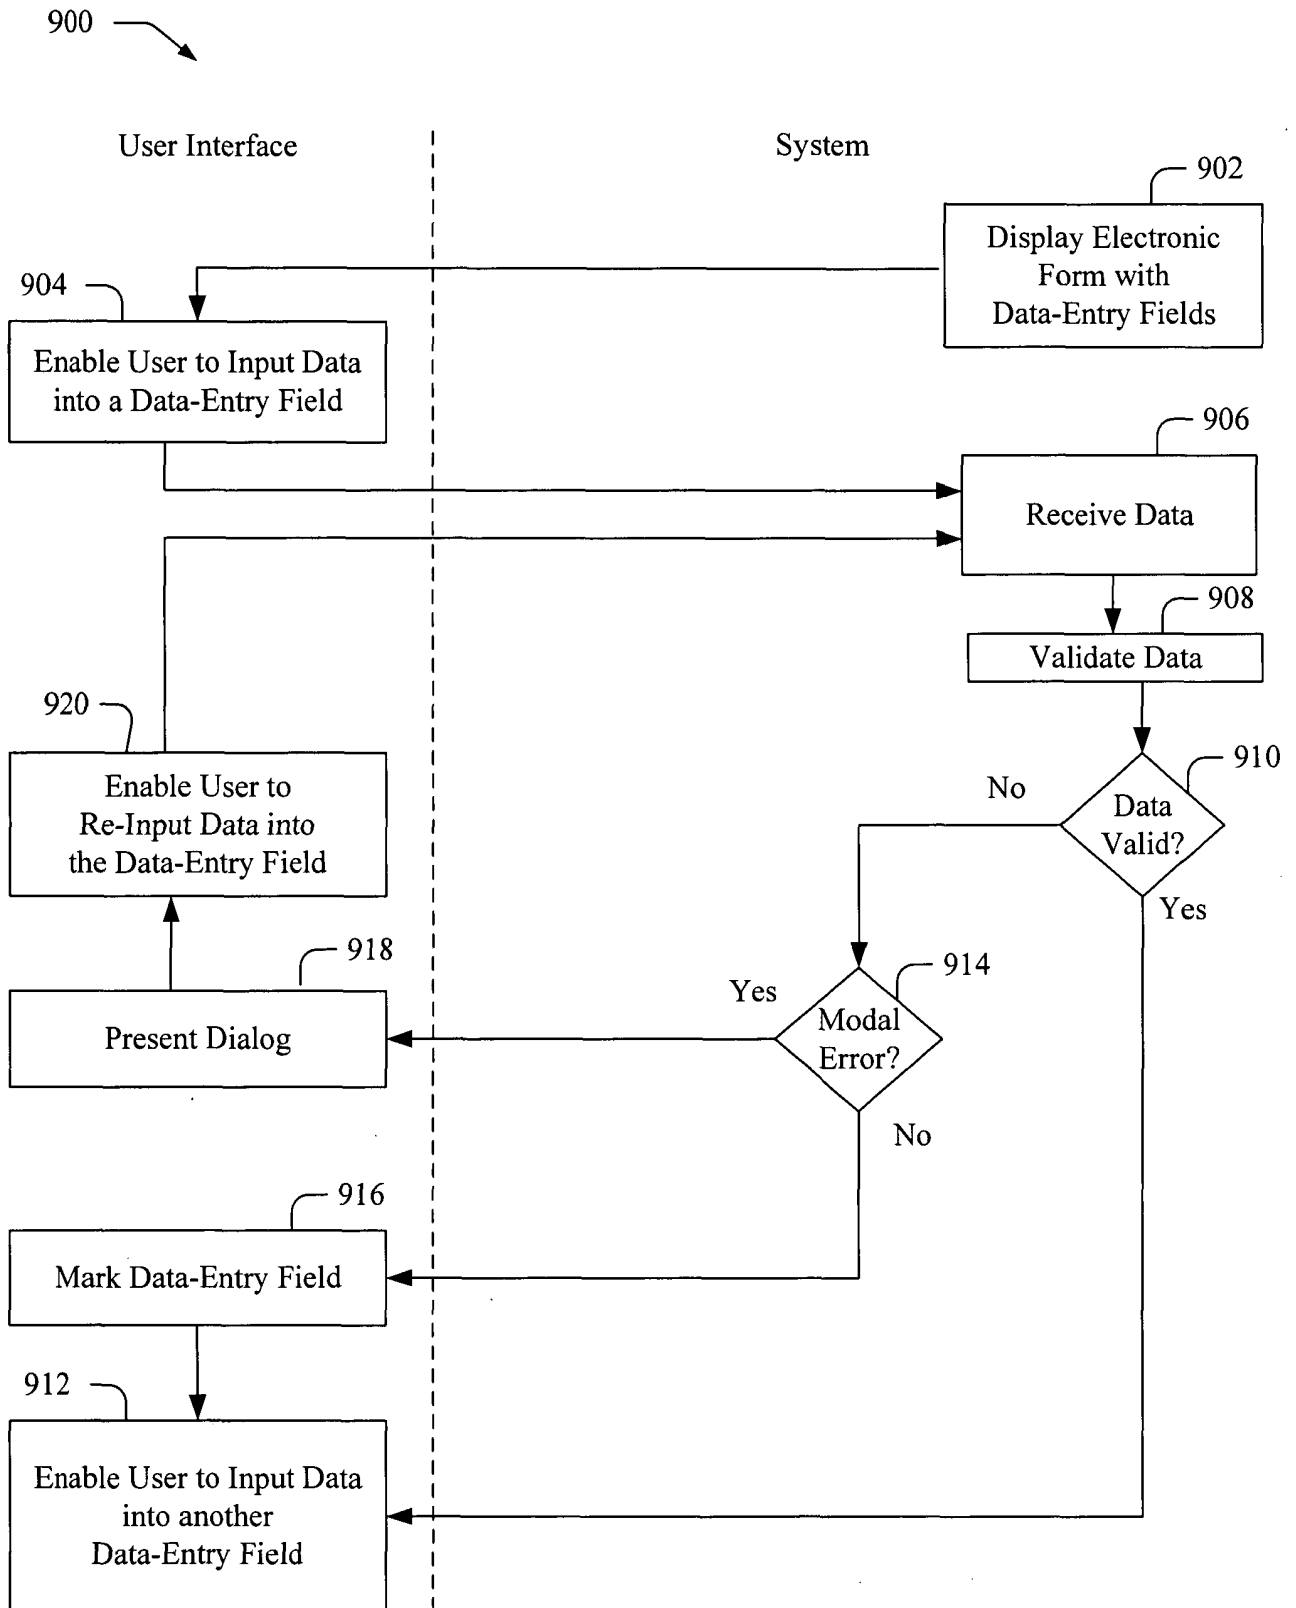 900
User Interface
System
902
Display Electronic
Form with
Data-Entry Fields
904
Enable User to Input Data
into a Data-Entry Field
906
Receive Data
908
Validate Data
920
Enable User to
Re-Input Data into
the Data-Entry Field
910
No
Data
Valid?
Yes
918
Present Dialog
914
Yes
Modal
Error?
No
916
Mark Data-Entry Field
912
Enable User to Input Data
into another
Data-Entry Field